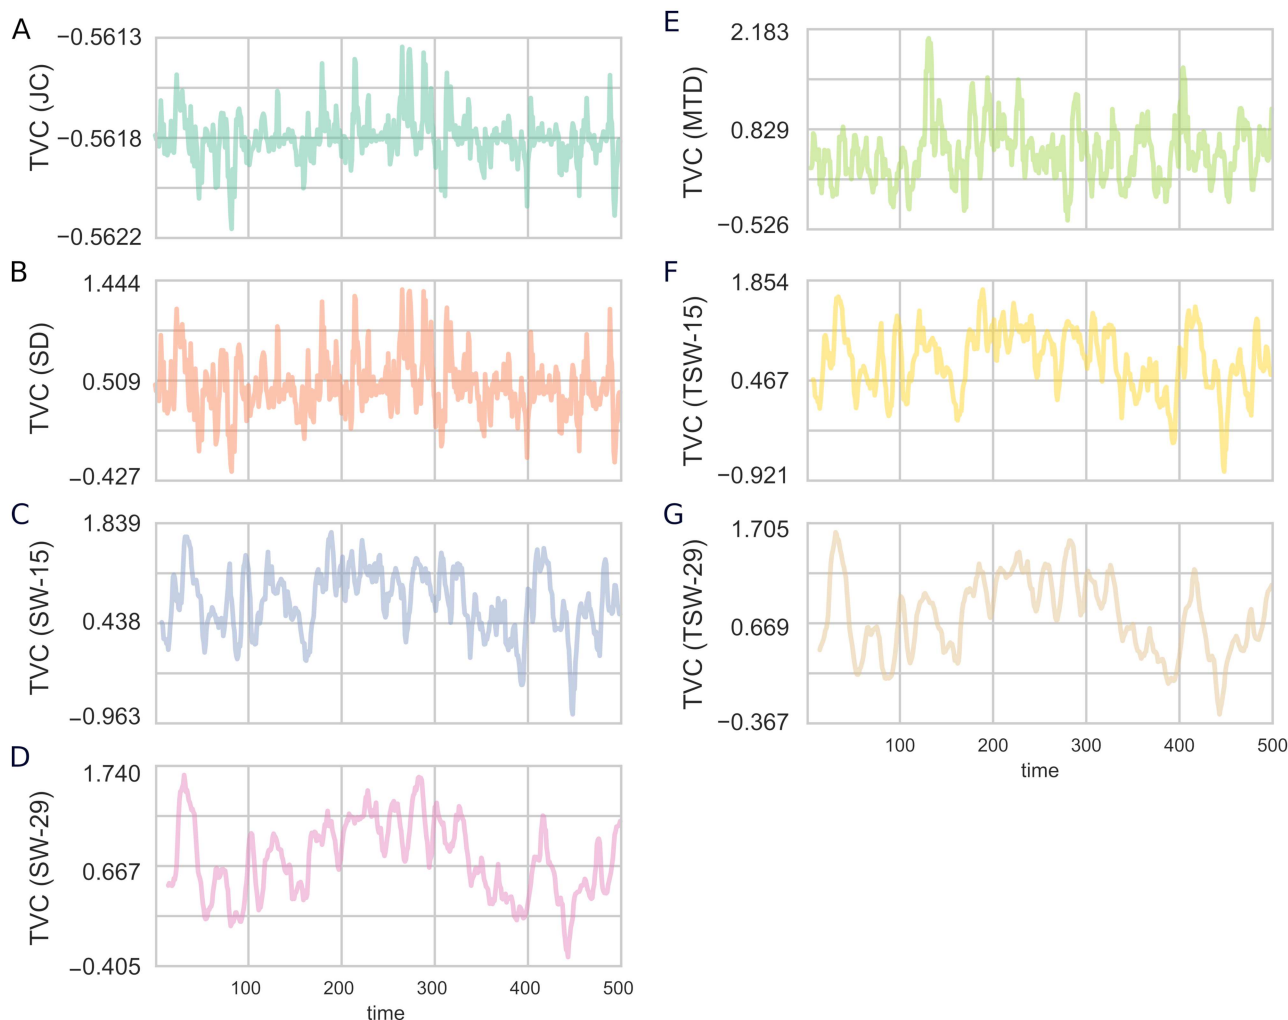 A
TVC (JC)
−0.5613
−0.5618
−0.5622
B
TVC (SD)
1.444
0.509
−0.427
C
TVC (SW-15)
1.839
0.438
−0.963
D
TVC (SW-29)
1.740
0.667
−0.405
100 200 300 400 500
time
E
TVC (MTD)
2.183
0.829
−0.526
F
TVC (TSW-15)
1.854
0.467
−0.921
G
TVC (TSW-29)
1.705
0.669
−0.367
100 200 300 400 500
time